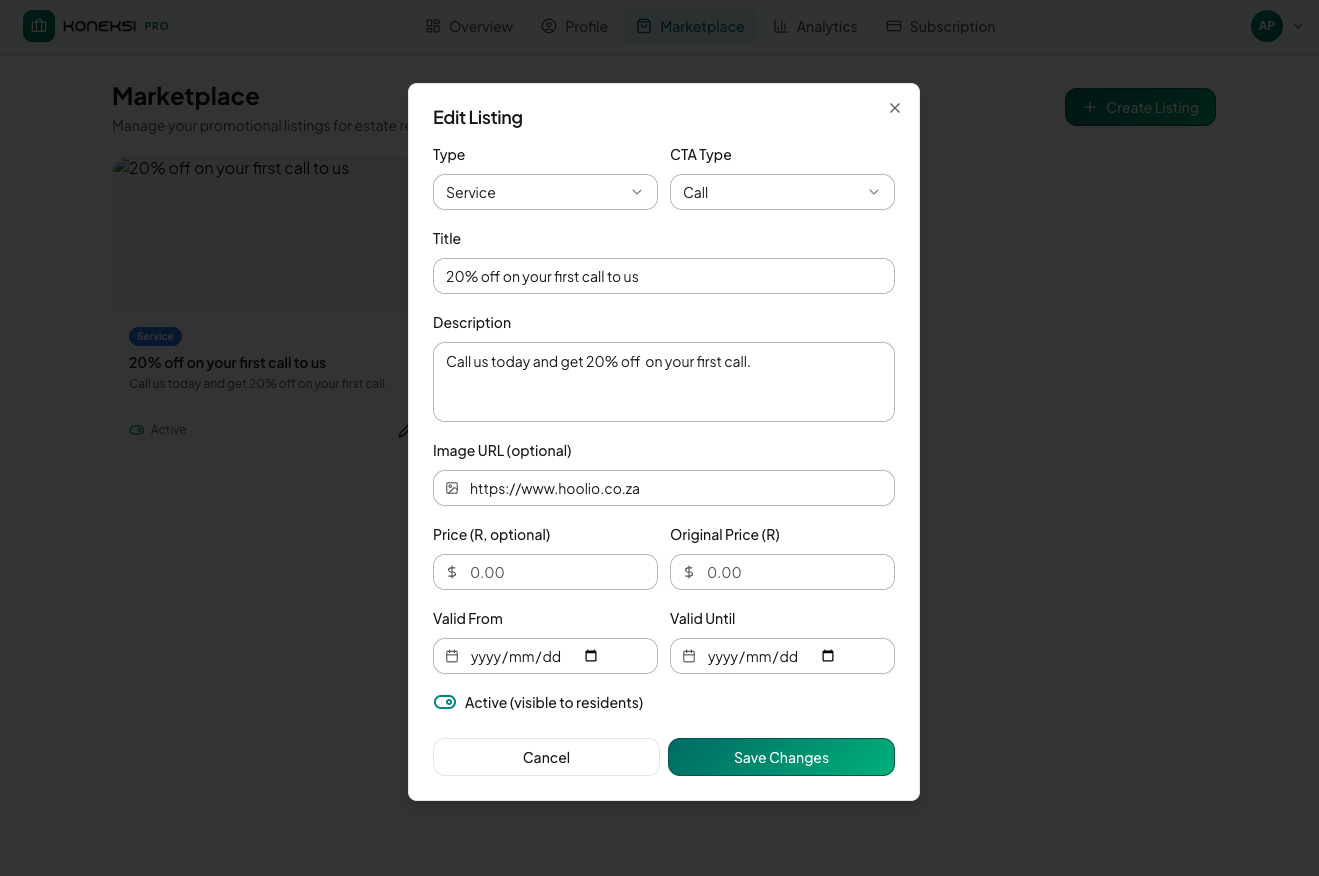 KONEKSI PRO
Overview
Profile
Marketplace
Analytics
Subscription
AP
Marketplace
Manage your promotional listings for estate re
Create Listing
20% off on your first call to us
Service
20% off on your first call to us
Call us today and get 20% off on your first call.
Active
Edit Listing
Type
CTA Type
Service
Call
Title
20% off on your first call to us
Description
Call us today and get 20% off  on your first call.
Image URL (optional)
https://www.hoolio.co.za
Price (R, optional)
Original Price (R)
$ 0.00
$ 0.00
Valid From
Valid Until
yyyy/mm/dd
yyyy/mm/dd
Active (visible to residents)
Cancel
Save Changes